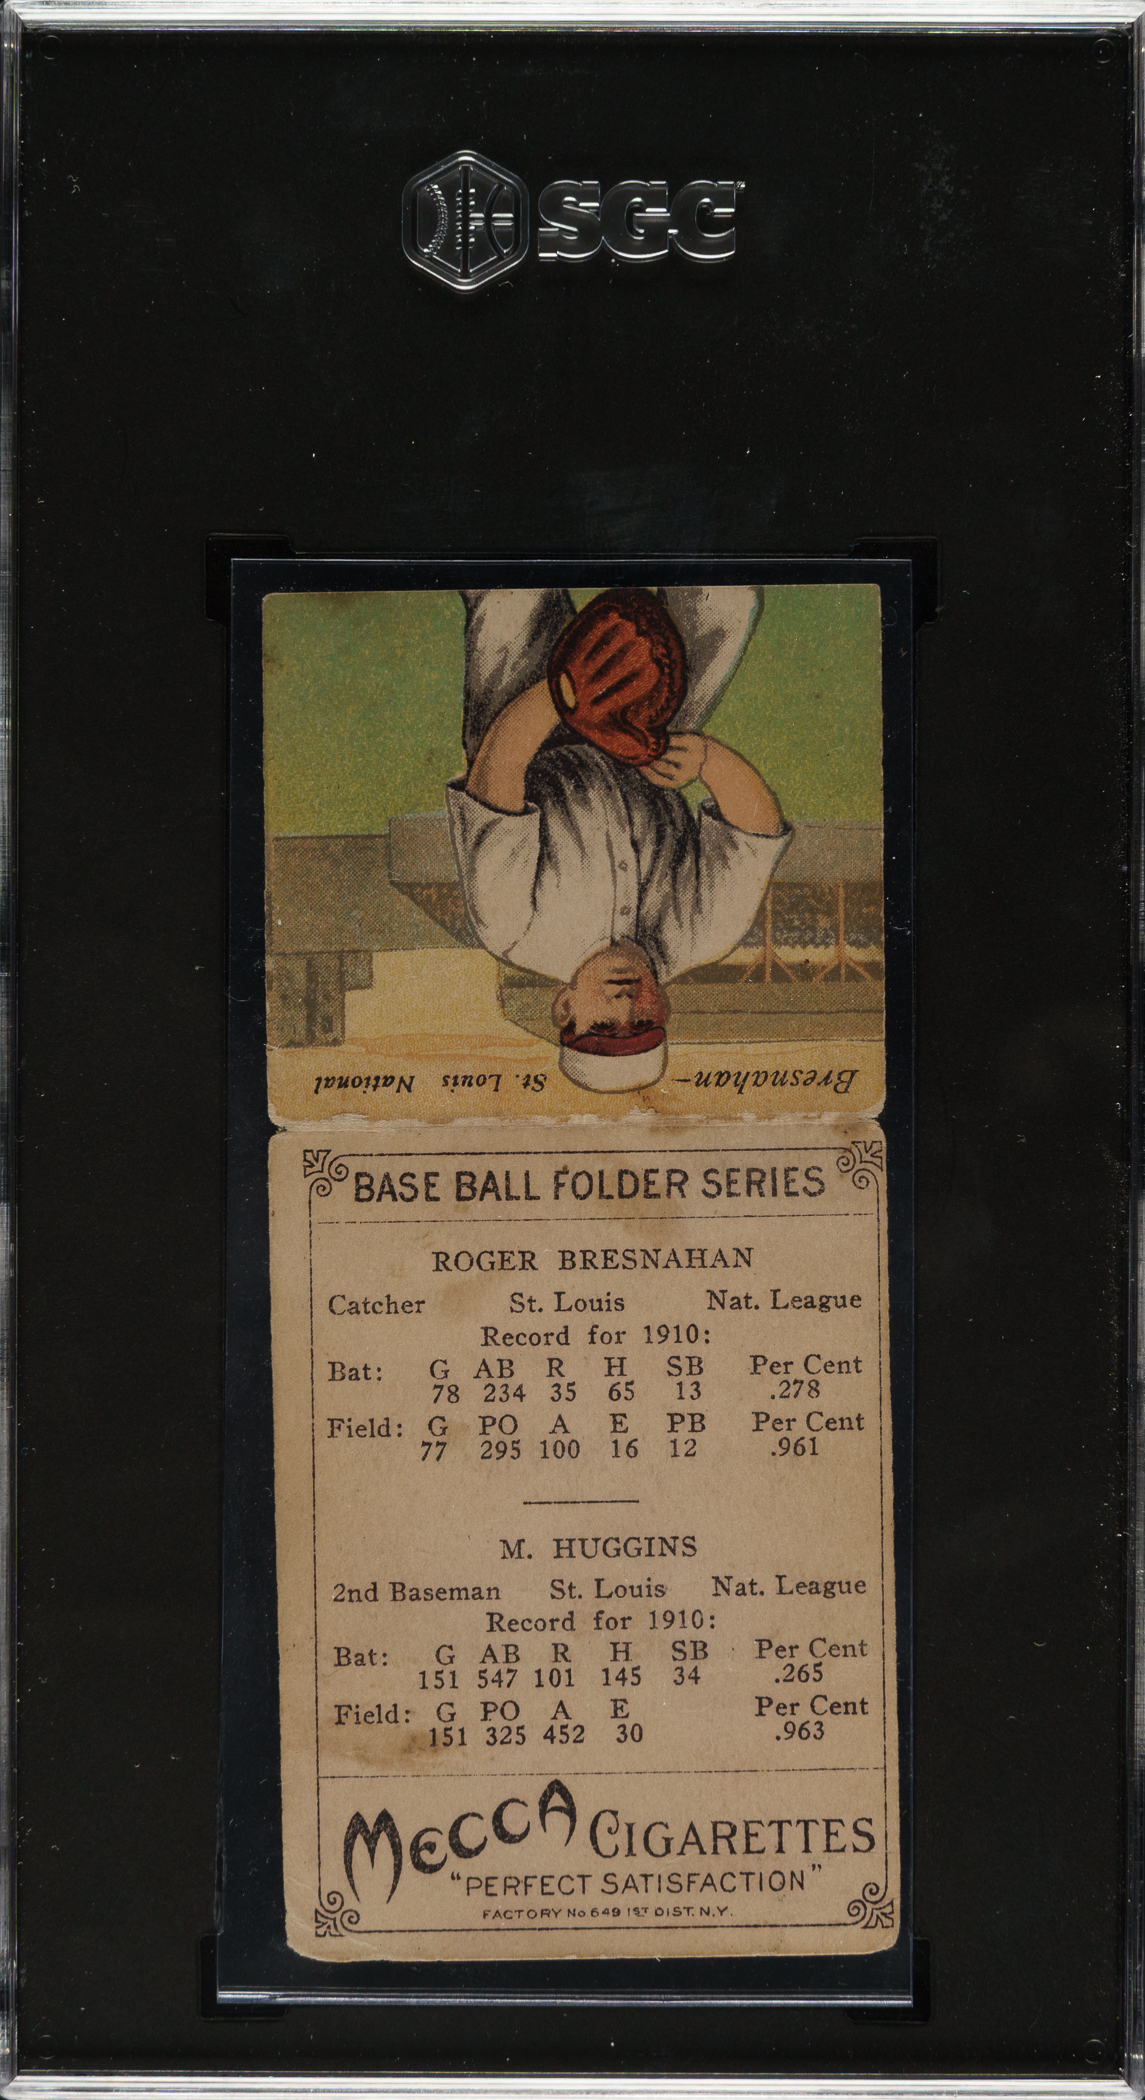 SGC
Bresnahan— St. Louis National
BASE BALL FOLDER SERIES
ROGER BRESNAHAN
Catcher St. Louis Nat. League
Record for 1910:
Bat: G AB R H SB Per Cent
78 234 35 65 13 .278
Field: G PO A E PB Per Cent
77 295 100 16 12 .961
M. HUGGINS
2nd Baseman St. Louis Nat. League
Record for 1910:
Bat: G AB R H SB Per Cent
151 547 101 145 34 .265
Field: G PO A E Per Cent
151 325 452 30 .963
MECCA CIGARETTES
"PERFECT SATISFACTION"
FACTORY No 649 1ST DIST. N.Y.